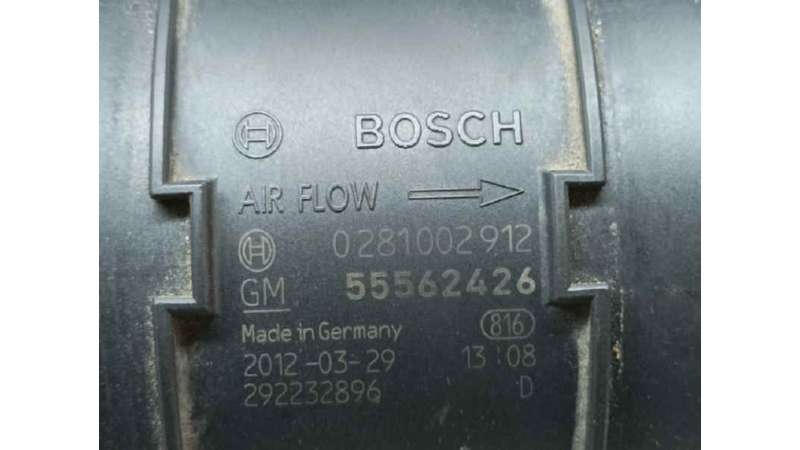 BOSCH
AIR FLOW
0281002912
GM 55562426
Made in Germany 816
2012-03-29 13:08
292232896 D